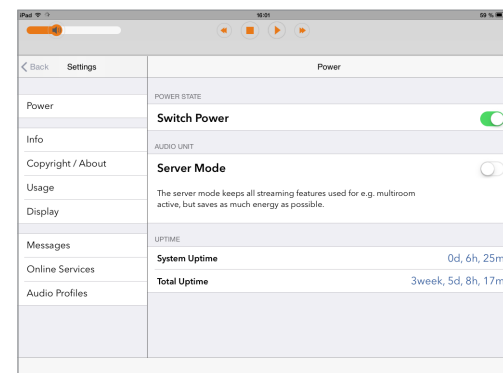 iPad 16:01 59 %
Back Settings Power
POWER STATE
Switch Power
AUDIO UNIT
Server Mode
The server mode keeps all streaming features used for e.g. multiroom
active, but saves as much energy as possible.
UPTIME
System Uptime 0d, 6h, 25m
Total Uptime 3week, 5d, 8h, 17m
Power
Info
Copyright / About
Usage
Display
Messages
Online Services
Audio Profiles